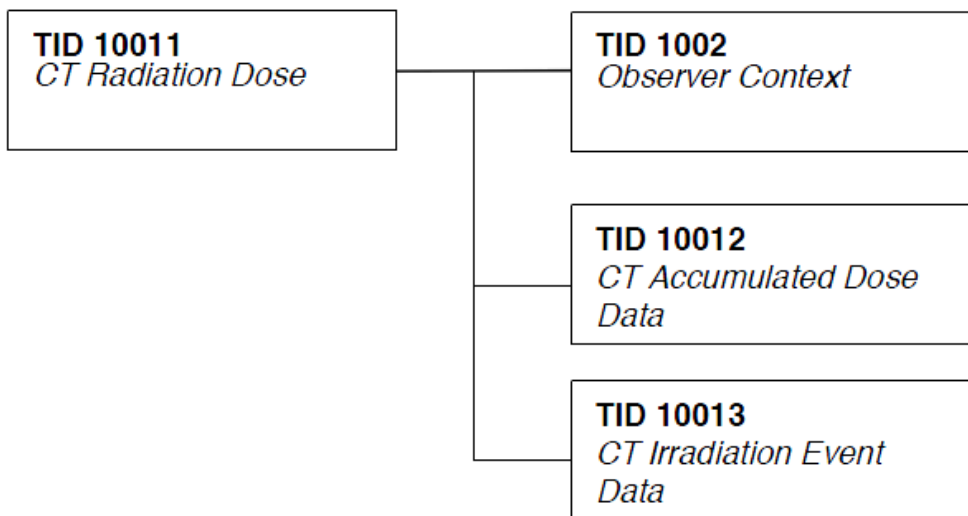 TID 10011
CT Radiation Dose
TID 1002
Observer Context
TID 10012
CT Accumulated Dose
Data
TID 10013
CT Irradiation Event
Data